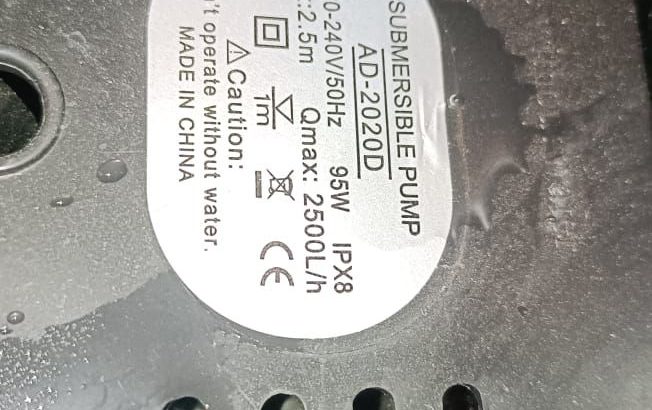 SUBMERSIBLE PUMP
AD-2020D
0-240V/50Hz 95W IPX8
:2.5m Qmax: 2500L/h
1m CE
Caution:
't operate without water.
MADE IN CHINA